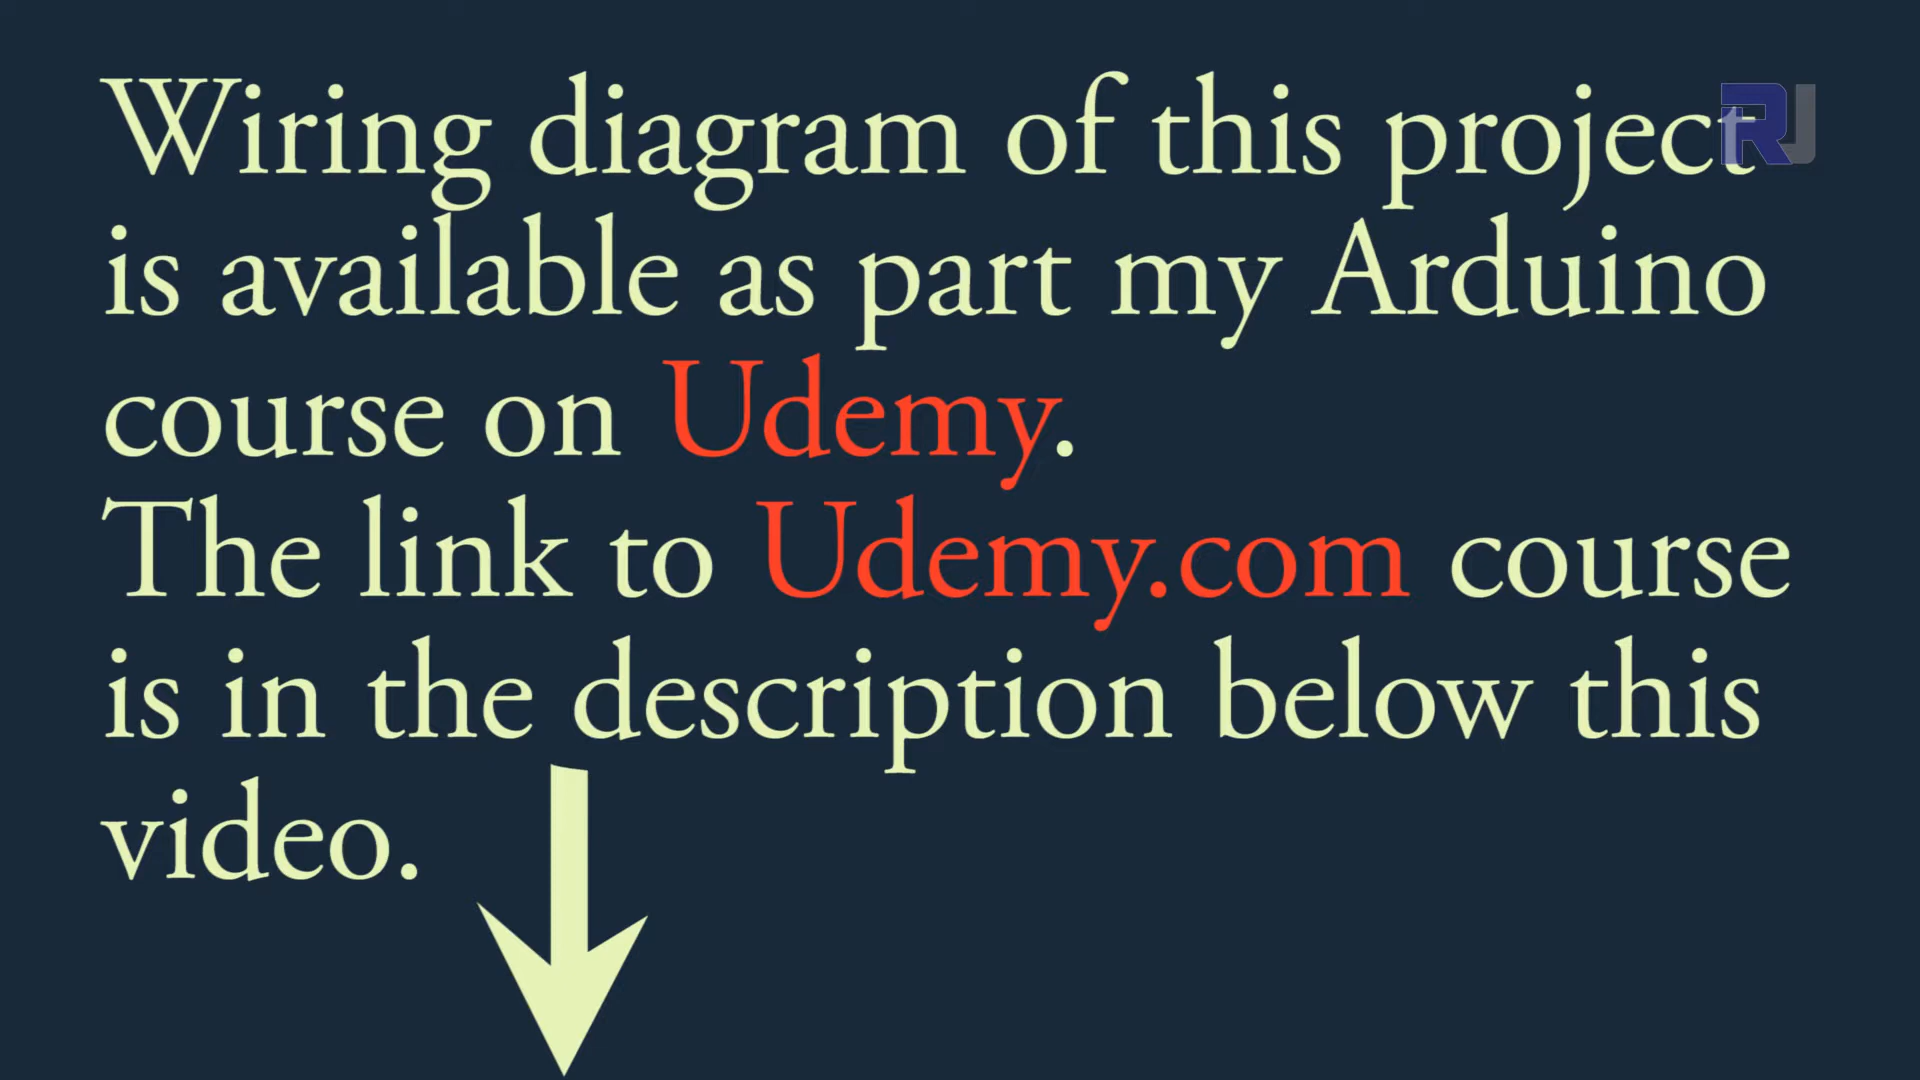 Wiring diagram of this project
RJ
is available as part my Arduino
course on Udemy.
The link to Udemy.com course
is in the description below this
video.